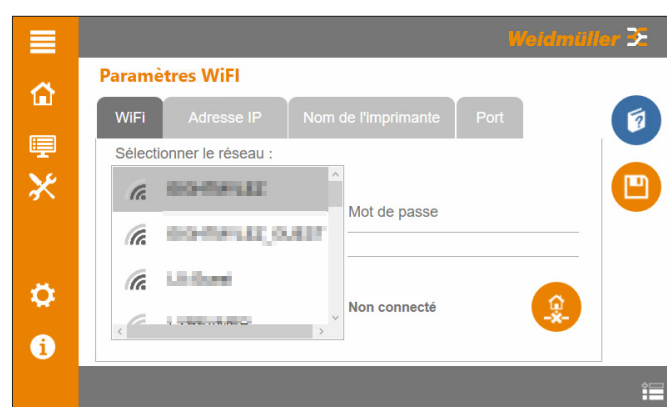 Weidmüller
Paramètres WiFI
WiFI
Adresse IP
Nom de l'imprimante
Port
Sélectionner le réseau :
Mot de passe
Non connecté